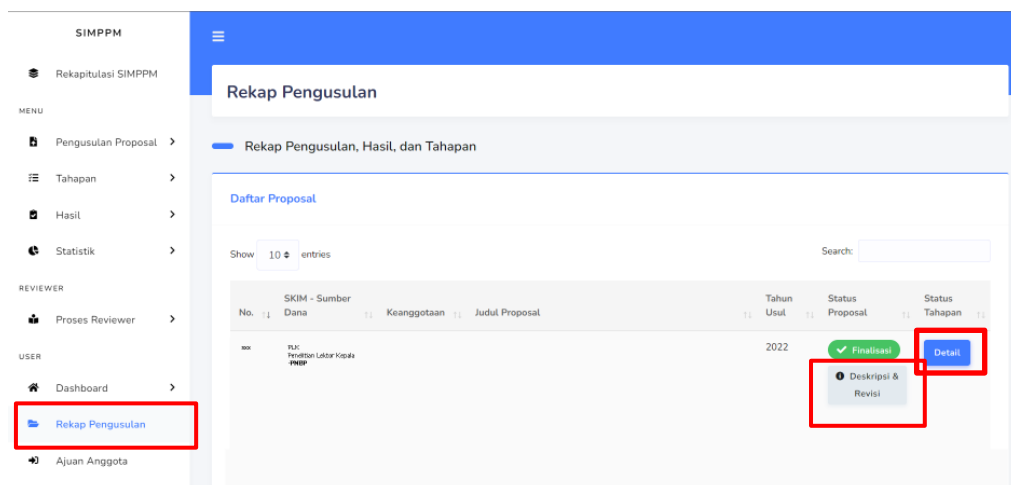 SIMPPM
Rekapitulasi SIMPPM
MENU
Pengusulan Proposal
Tahapan
Hasil
Statistik
REVIEWER
Proses Reviewer
USER
Dashboard
Rekap Pengusulan
Ajuan Anggota
Rekap Pengusulan
Rekap Pengusulan, Hasil, dan Tahapan
Daftar Proposal
Show 10 entries
Search:
No.
SKIM - Sumber
Dana
Keanggotaan
Judul Proposal
Tahun
Usul
Status
Proposal
Status
Tahapan
xxx
Penelitian Lektor Kepala
-PNBP
2022
Finalisasi
Deskripsi &
Revisi
Detail